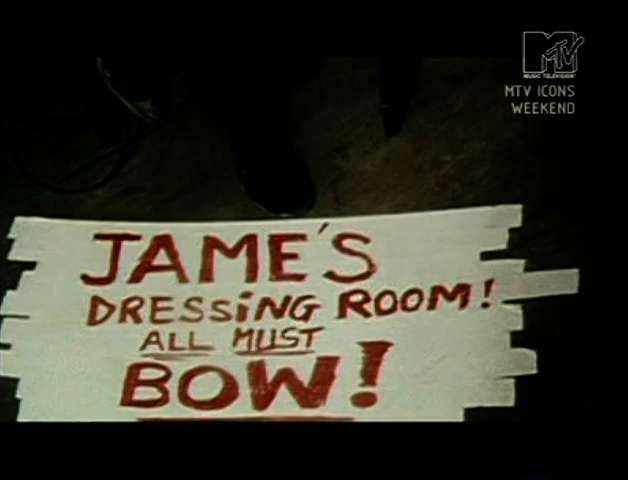 MTV
MUSIC TELEVISION
MTV ICONS
WEEKEND
JAME'S
DRESSiNG ROOM!
ALL MUST
BOW!